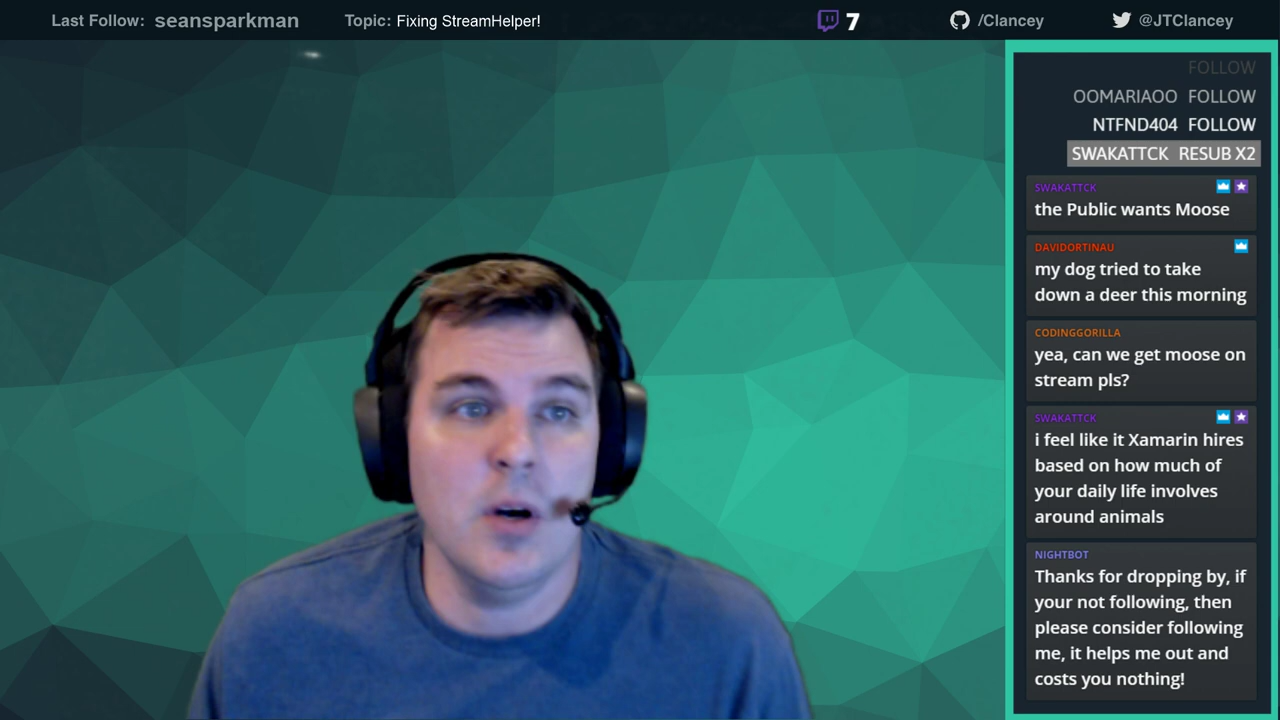 Last Follow: seansparkman
Topic: Fixing StreamHelper!
7
/Clancey
@JTClancey
FOLLOW
OOMARIAOO FOLLOW
NTFND404 FOLLOW
SWAKATTCK RESUB X2
SWAKATTCK
the Public wants Moose
DAVIDORTINAU
my dog tried to take
down a deer this morning
CODINGGORILLA
yea, can we get moose on
stream pls?
SWAKATTCK
i feel like it Xamarin hires
based on how much of
your daily life involves
around animals
NIGHTBOT
Thanks for dropping by, if
your not following, then
please consider following
me, it helps me out and
costs you nothing!